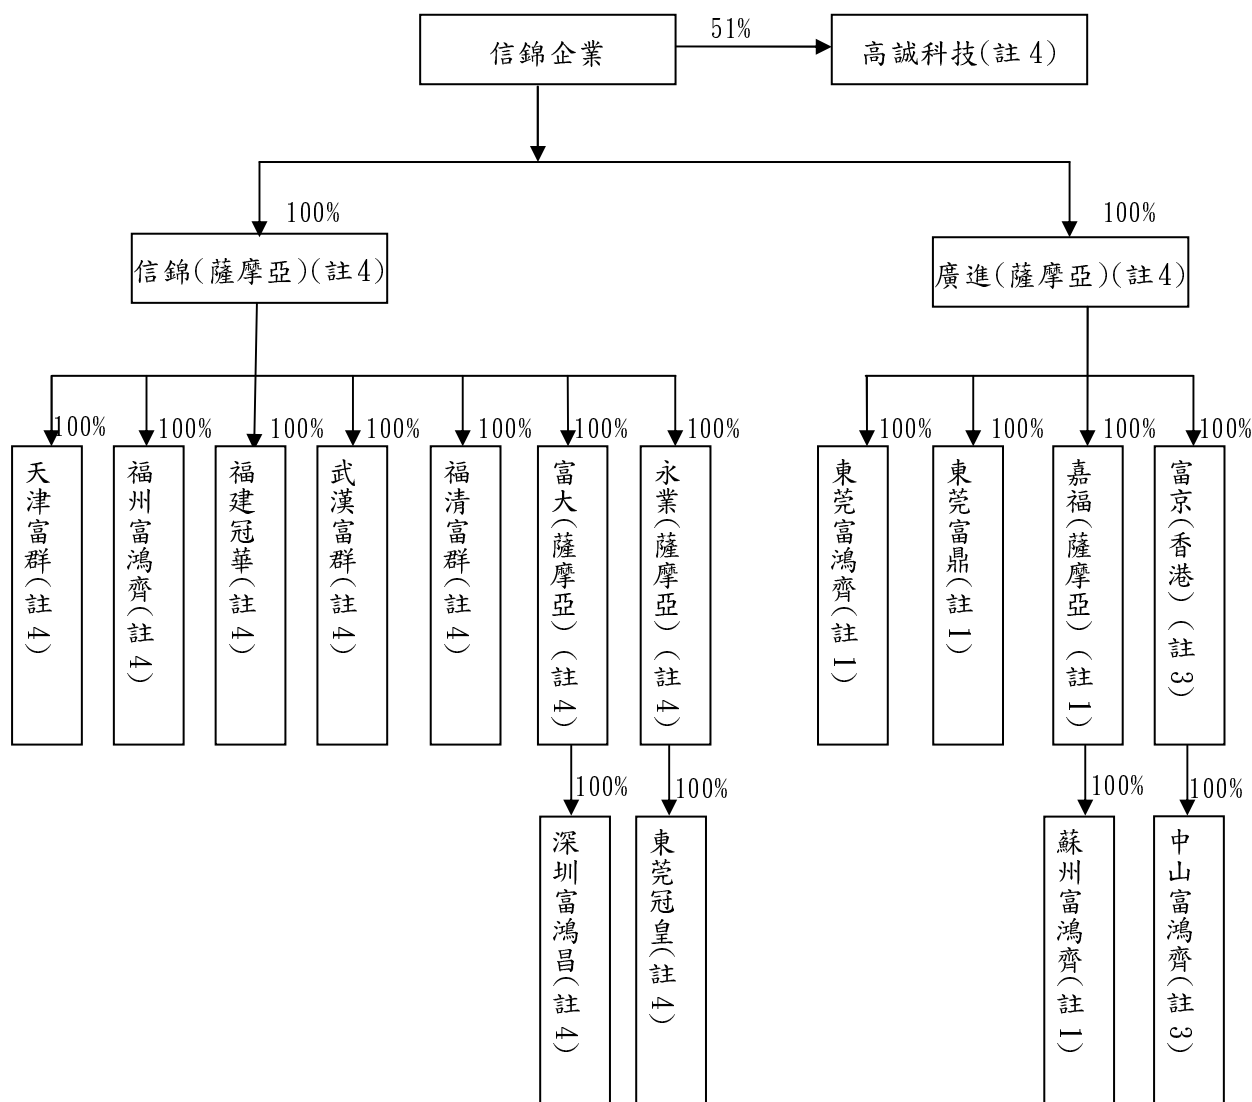 信錦企業
51%
高誠科技(註4)
100%
100%
信錦(薩摩亞)(註4)
廣進(薩摩亞)(註4)
100%
100%
100%
100%
100%
100%
100%
100%
100%
100%
100%
天津富群(註4)
福州富鴻齊(註4)
福建冠華(註4)
武漢富群(註4)
福清富群(註4)
富大(薩摩亞)(註4)
永業(薩摩亞)(註4)
東莞富鴻齊(註1)
東莞富鼎(註1)
嘉福(薩摩亞)(註1)
富京(香港)(註3)
100%
100%
100%
100%
深圳富鴻昌(註4)
東莞冠皇(註4)
蘇州富鴻齊(註1)
中山富鴻齊(註3)